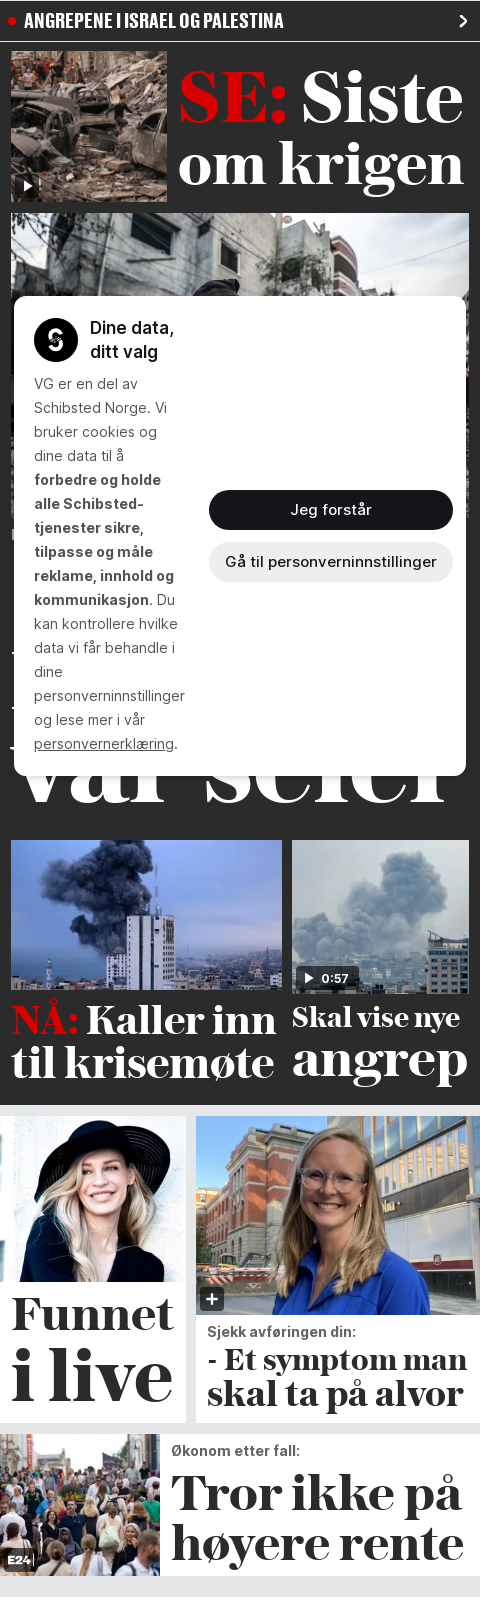 ANGREPENE I ISRAEL OG PALESTINA
SE: Siste
om krigen
Dine data,
ditt valg
VG er en del av
Schibsted Norge. Vi
bruker cookies og
dine data til å
forbedre og holde
alle Schibsted-
tjenester sikre,
tilpasse og måle
reklame, innhold og
kommunikasjon. Du
kan kontrollere hvilke
data vi får behandle i
dine
personverninnstillinger
og lese mer i vår
personvernerklæring.
Jeg forstår
Gå til personverninnstillinger
vår seier
0:57
NÅ: Kaller inn
til krisemøte
Skal vise nye
angrep
Funnet
i live
Sjekk avføringen din:
- Et symptom man
skal ta på alvor
E24
Økonom etter fall:
Tror ikke på
høyere rente